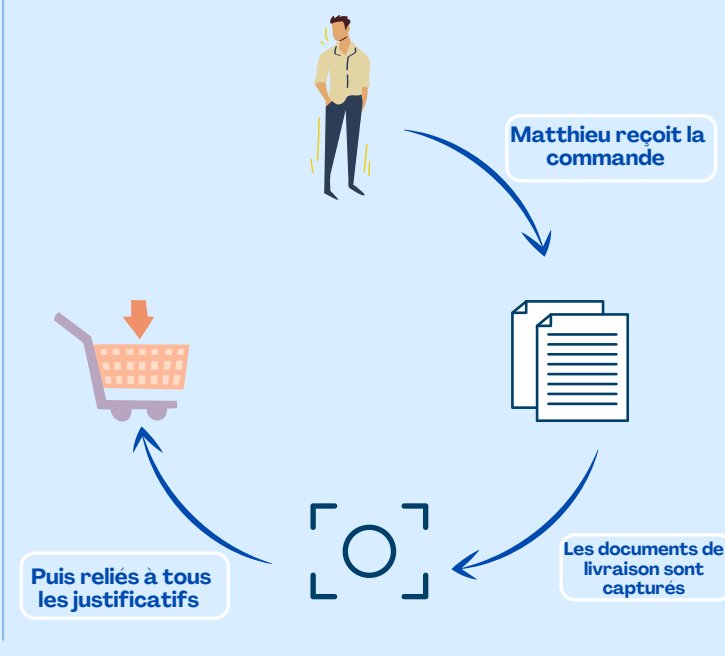 Matthieu reçoit la
commande
Les documents de
livraison sont
capturés
Puis reliés à tous
les justificatifs